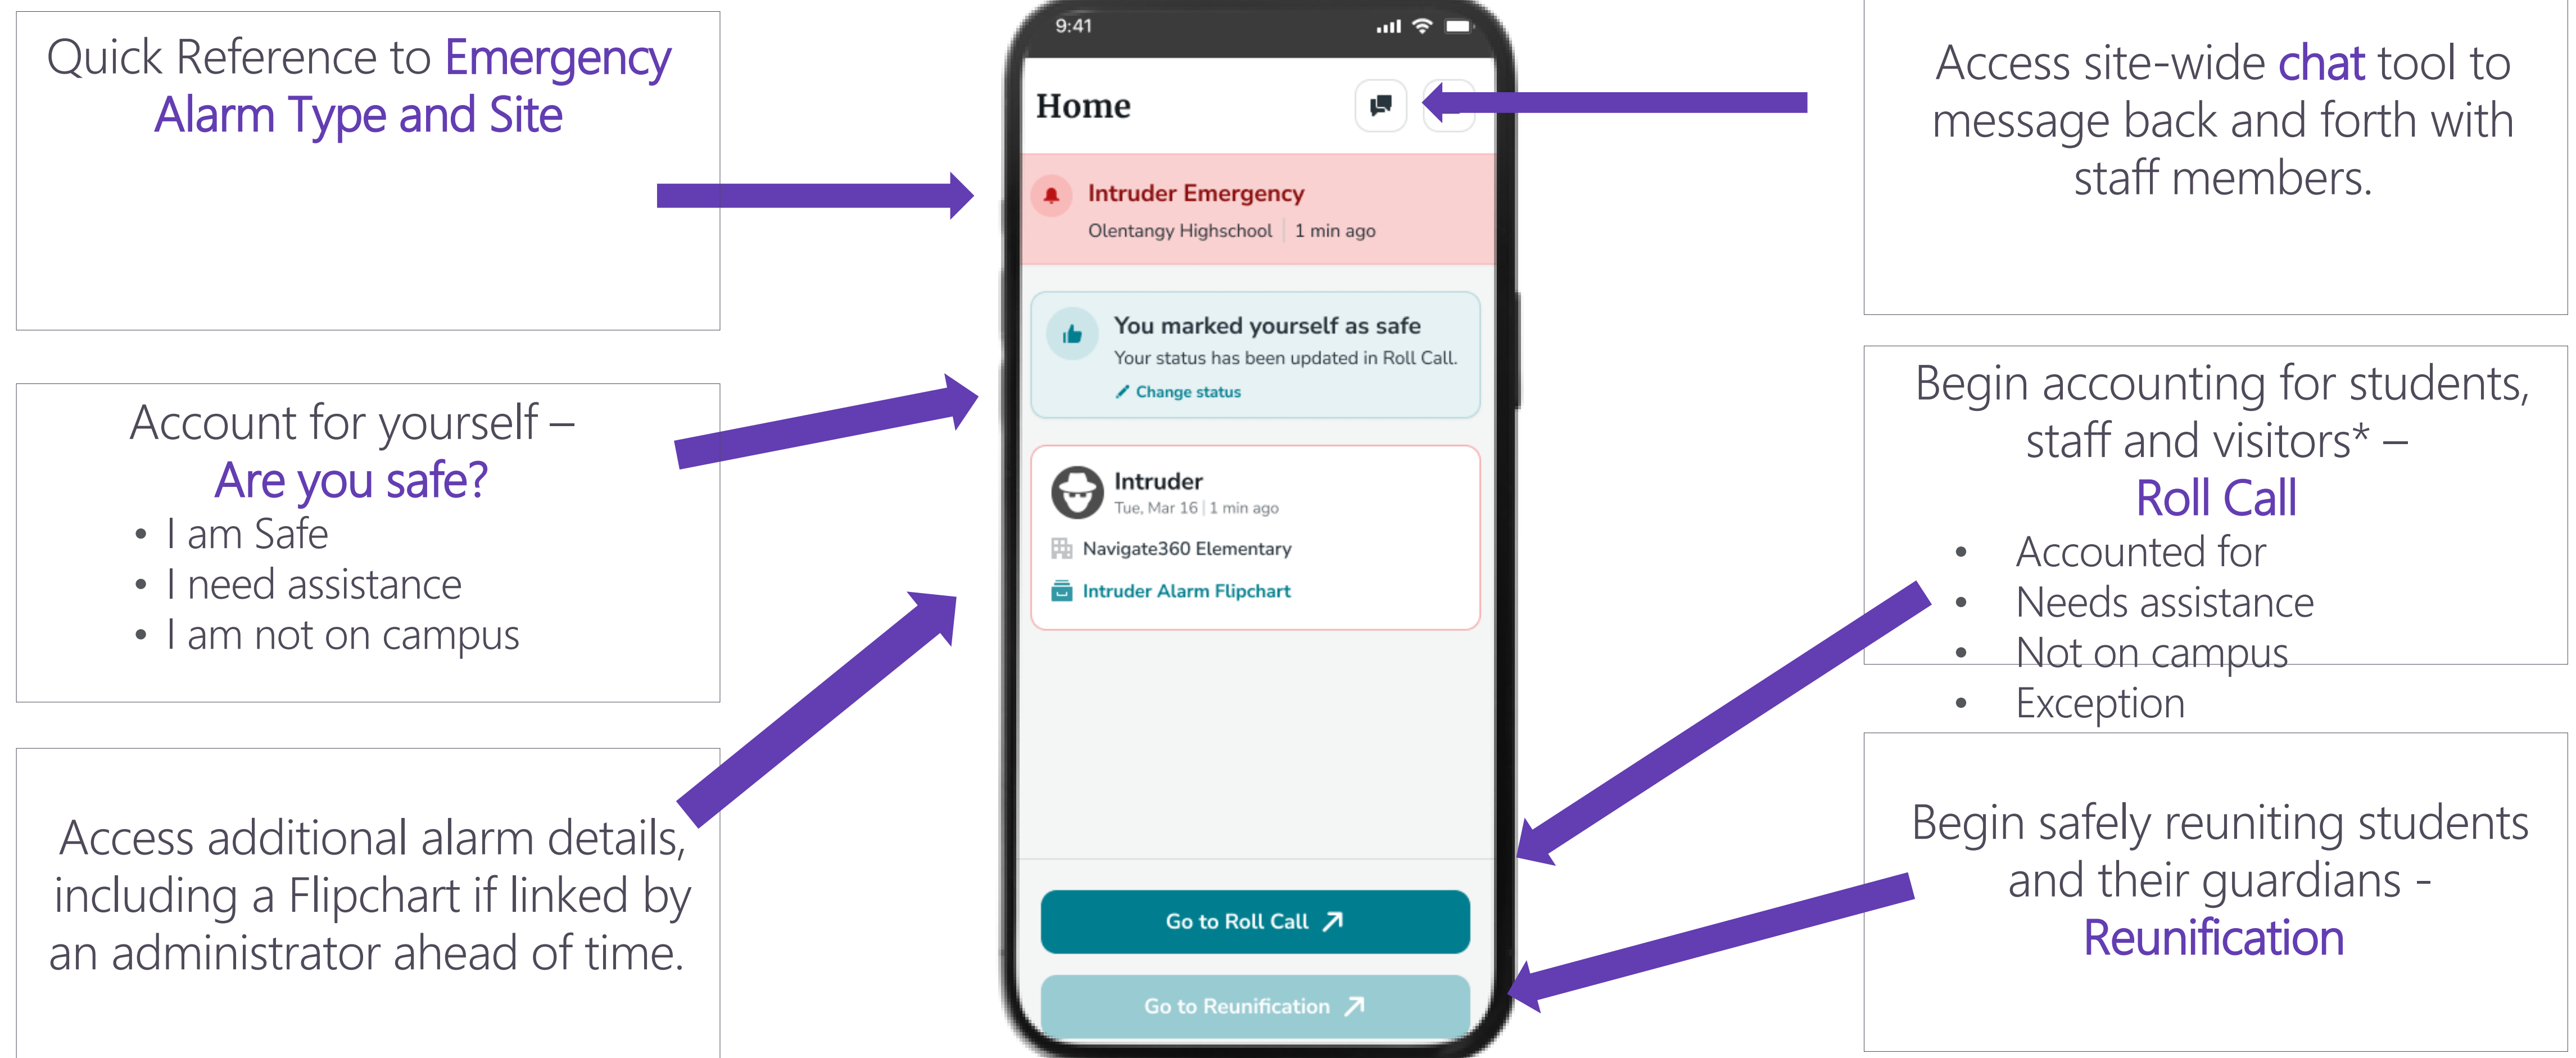 Quick Reference to Emergency
Alarm Type and Site
Account for yourself –
Are you safe?
• I am Safe
• I need assistance
• I am not on campus
Access additional alarm details,
including a Flipchart if linked by
an administrator ahead of time.
9:41
Home
Intruder Emergency
Olentangy Highschool | 1 min ago
You marked yourself as safe
Your status has been updated in Roll Call.
Change status
Intruder
Tue, Mar 16 | 1 min ago
Navigate360 Elementary
Intruder Alarm Flipchart
Go to Roll Call
Go to Reunification
Access site-wide chat tool to
message back and forth with
staff members.
Begin accounting for students,
staff and visitors* –
Roll Call
• Accounted for
• Needs assistance
• Not on campus
• Exception
Begin safely reuniting students
and their guardians -
Reunification